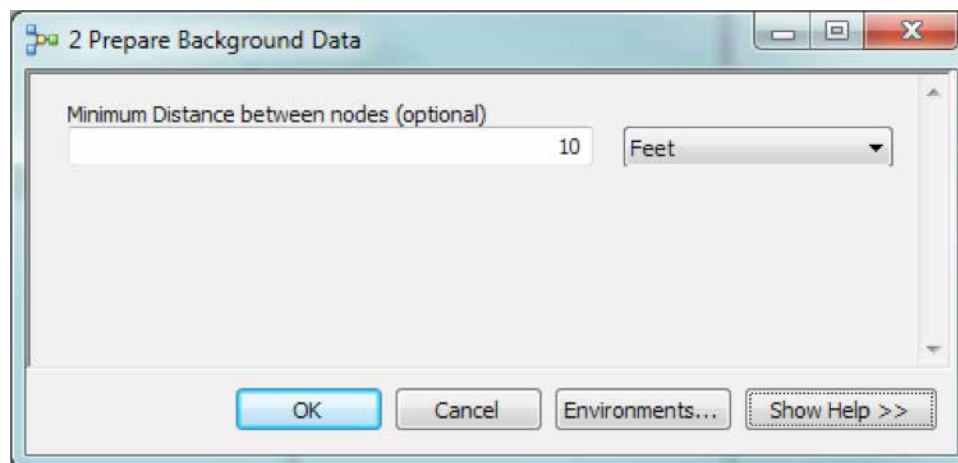 2 Prepare Background Data
Minimum Distance between nodes (optional)
10 Feet
OK Cancel Environments... Show Help >>